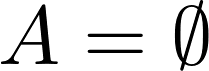 A = ∅